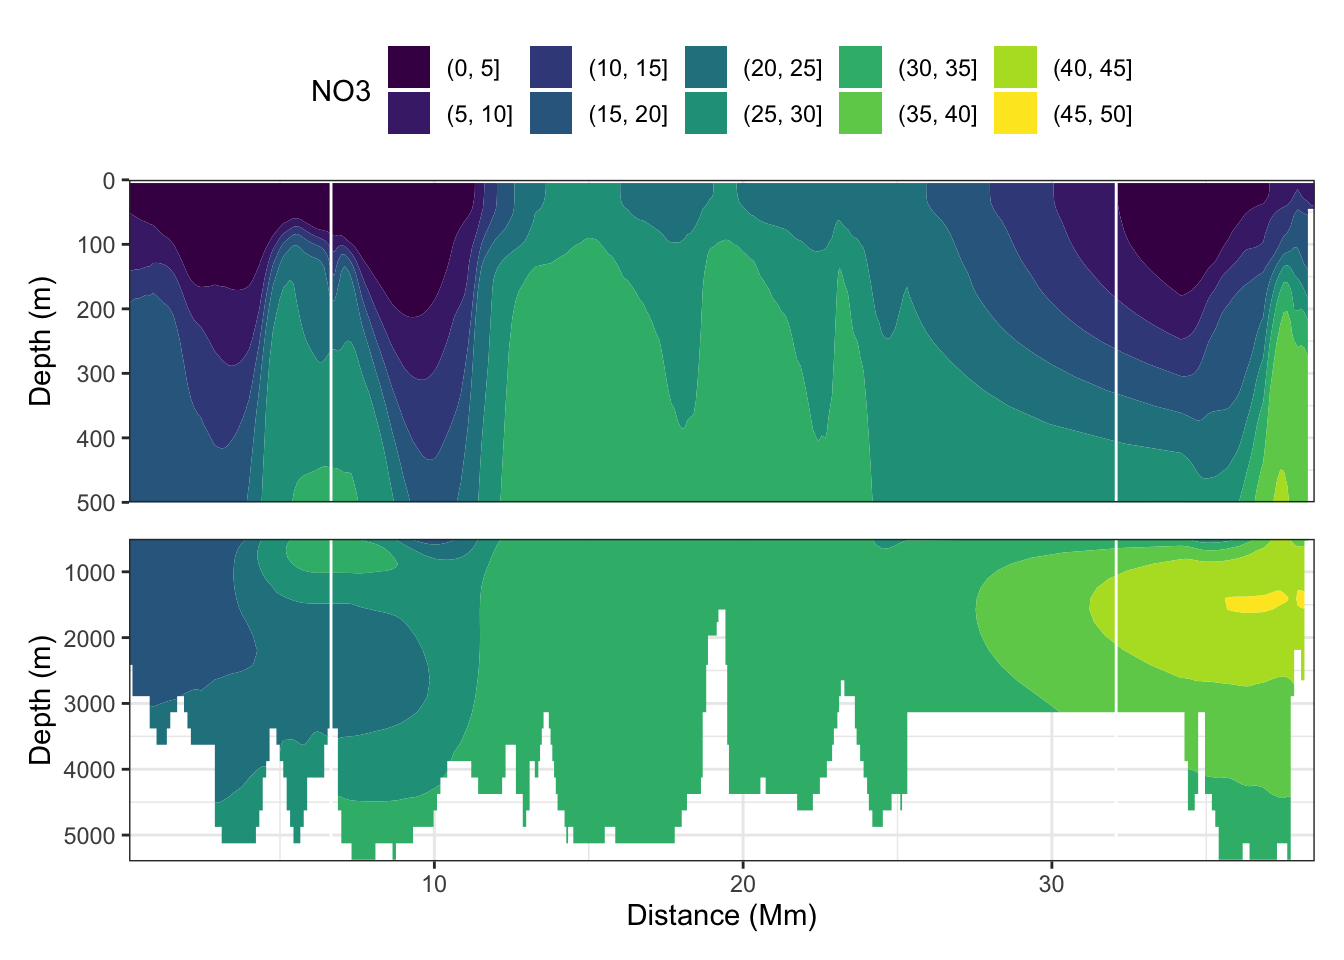 NO3
(0, 5] (10, 15] (20, 25] (30, 35] (40, 45]
(5, 10] (15, 20] (25, 30] (35, 40] (45, 50]
Depth (m)
0
100
200
300
400
500
Depth (m)
1000
2000
3000
4000
5000
10 20 30
Distance (Mm)